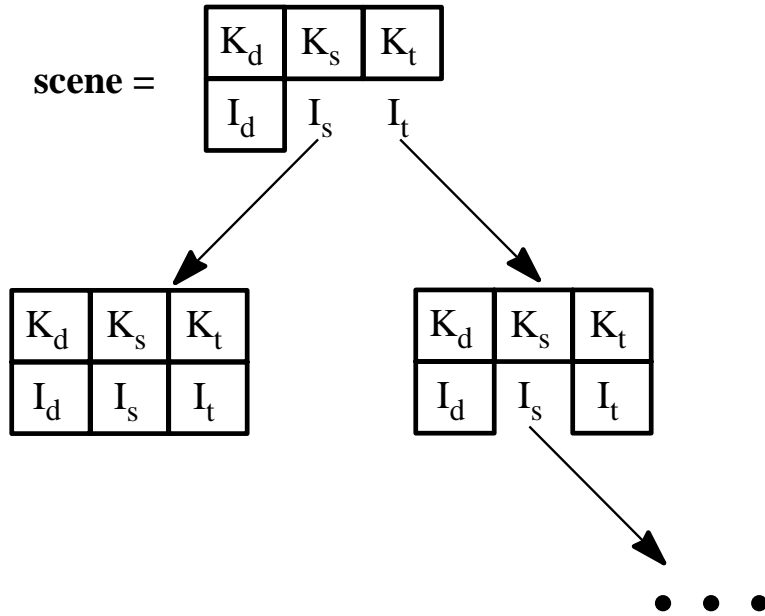 K_d K_s K_t
scene =
I_d I_s I_t
K_d K_s K_t K_d K_s K_t
I_d I_s I_t I_d I_s I_t